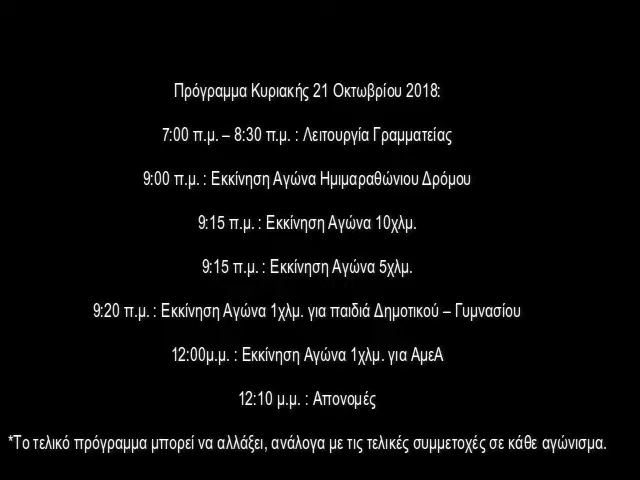 Πρόγραμμα Κυριακής 21 Οκτωβρίου 2018:
7:00 π.μ. – 8:30 π.μ. : Λειτουργία Γραμματείας
9:00 π.μ. : Εκκίνηση Αγώνα Ημιμαραθώνιου Δρόμου
9:15 π.μ. : Εκκίνηση Αγώνα 10χλμ.
9:15 π.μ. : Εκκίνηση Αγώνα 5χλμ.
9:20 π.μ. : Εκκίνηση Αγώνα 1χλμ. για παιδιά Δημοτικού – Γυμνασίου
12:00μ.μ. : Εκκίνηση Αγώνα 1χλμ. για ΑμεΑ
12:10 μ.μ. : Απονομές
*Το τελικό πρόγραμμα μπορεί να αλλάξει, ανάλογα με τις τελικές συμμετοχές σε κάθε αγώνισμα.